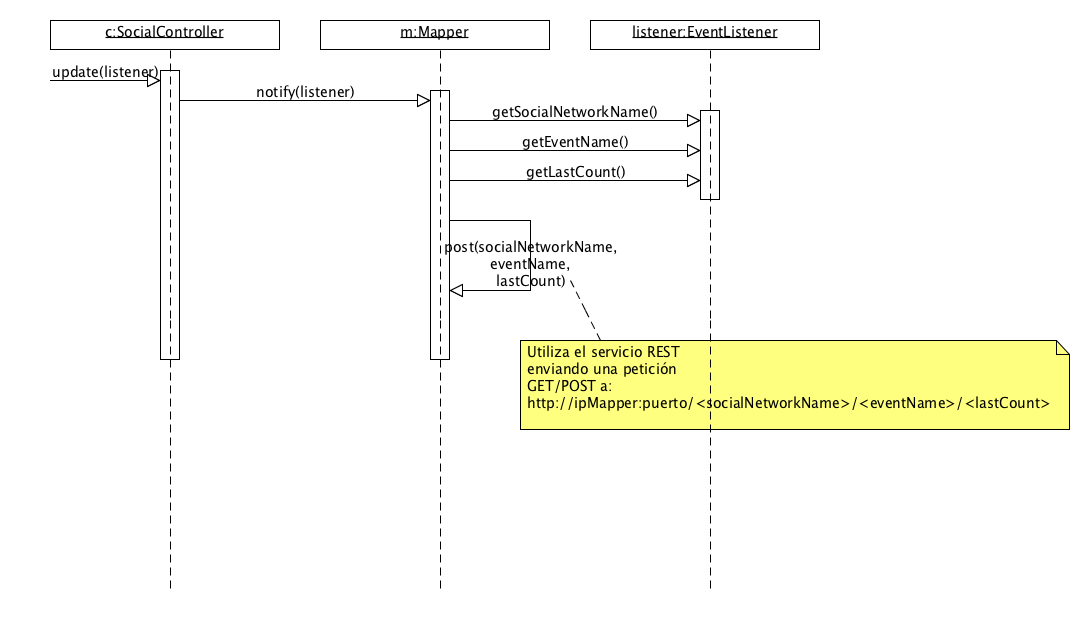 c:SocialController
m:Mapper
listener:EventListener
update(listener)
notify(listener)
getSocialNetworkName()
getEventName()
getLastCount()
post(socialNetworkName,
eventName,
lastCount)
Utiliza el servicio REST
enviando una petición
GET/POST a:
http://ipMapper:puerto/<socialNetworkName>/<eventName>/<lastCount>